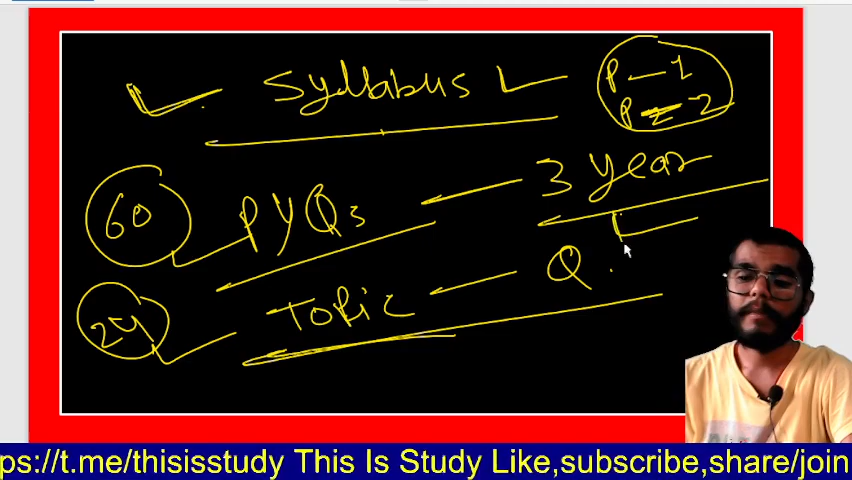 Syllabus
P-1
P-2
60 PYQs - 3 year
24 Topic - Q.
ps://t.me/thisisstudy This Is Study Like,subscribe,share/join